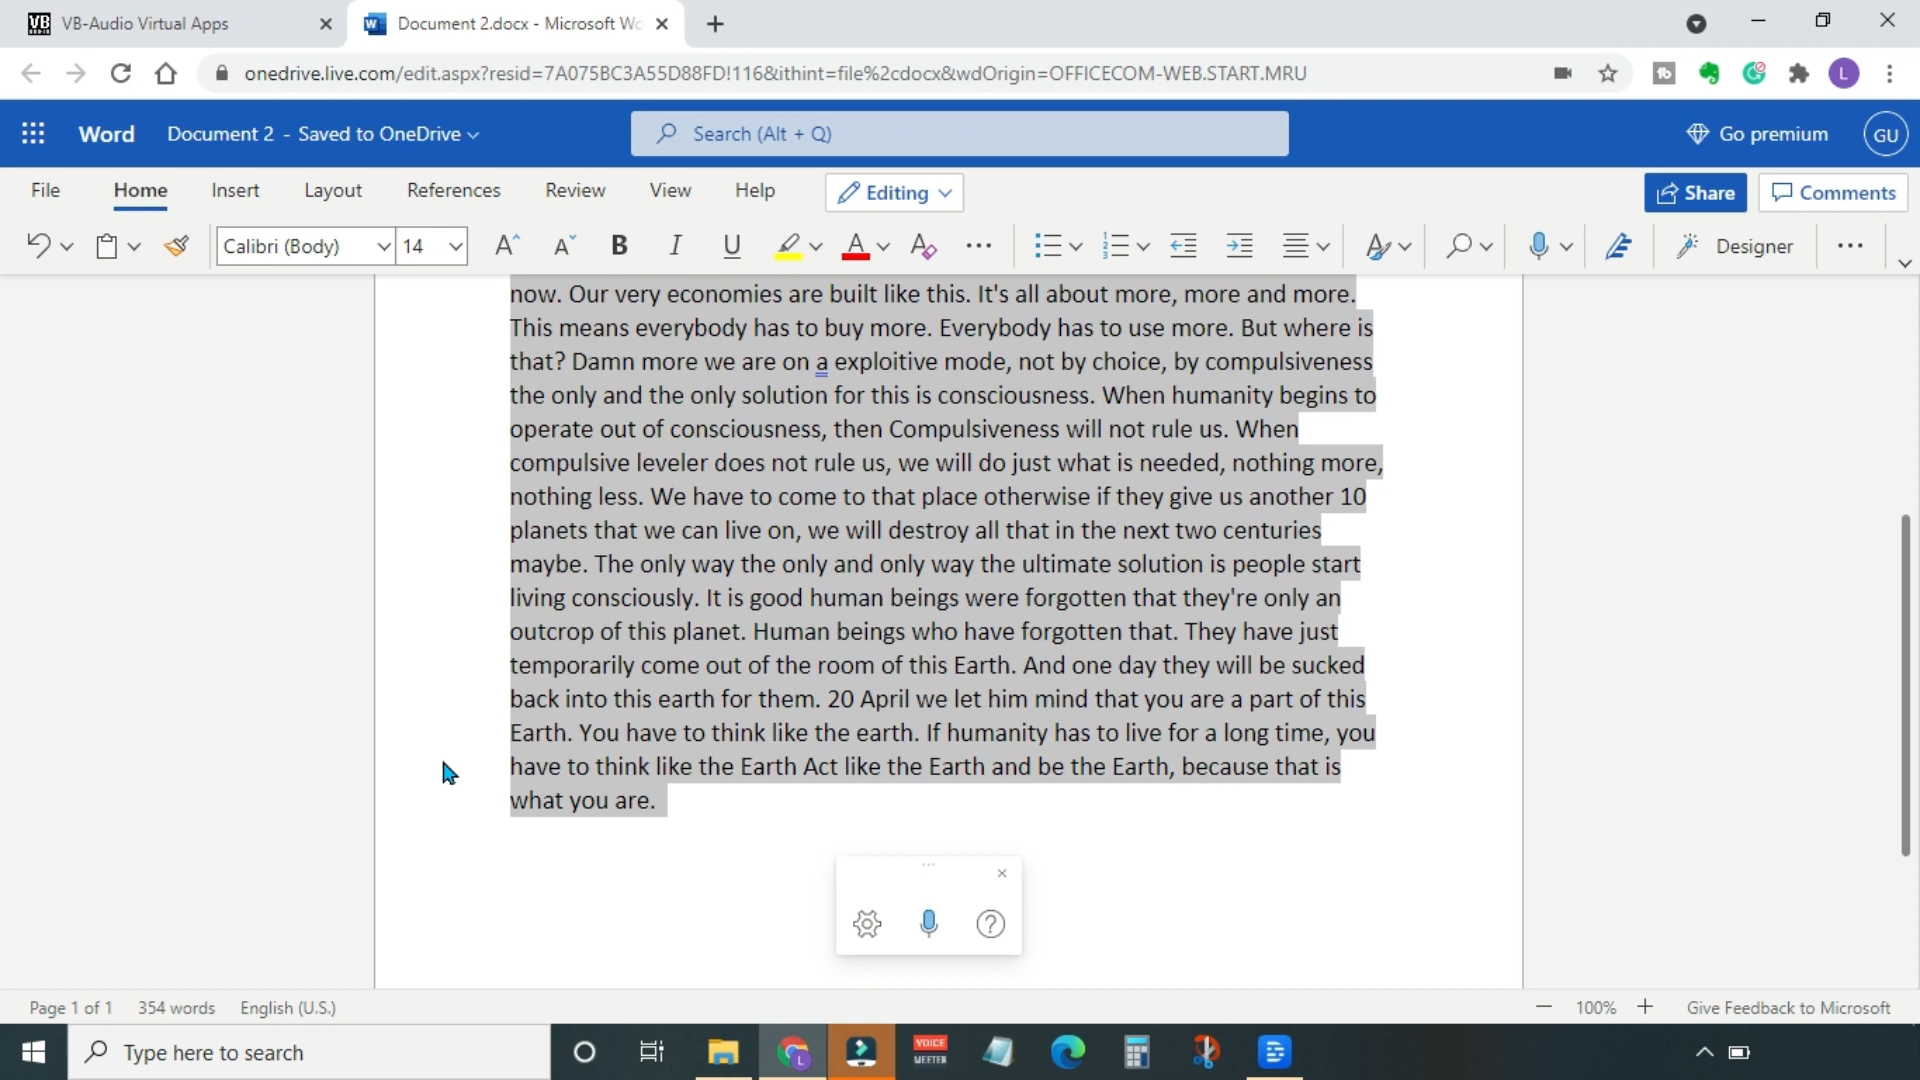 VB-Audio Virtual Apps
Document 2.docx - Microsoft Wo
onedrive.live.com/edit.aspx?resid=7A075BC3A55D88FD!116&ithint=file%2cdocx&wdOrigin=OFFICECOM-WEB.START.MRU
L
Word Document 2 - Saved to OneDrive Search (Alt + Q) Go premium GU
File Home Insert Layout References Review View Help Editing Share Comments
Calibri (Body) 14 A A B I U A A Designer
now. Our very economies are built like this. It's all about more, more and more.
This means everybody has to buy more. Everybody has to use more. But where is
that? Damn more we are on a exploitive mode, not by choice, by compulsiveness
the only and the only solution for this is consciousness. When humanity begins to
operate out of consciousness, then Compulsiveness will not rule us. When
compulsive leveler does not rule us, we will do just what is needed, nothing more,
nothing less. We have to come to that place otherwise if they give us another 10
planets that we can live on, we will destroy all that in the next two centuries
maybe. The only way the only and only way the ultimate solution is people start
living consciously. It is good human beings were forgotten that they're only an
outcrop of this planet. Human beings who have forgotten that. They have just
temporarily come out of the room of this Earth. And one day they will be sucked
back into this earth for them. 20 April we let him mind that you are a part of this
Earth. You have to think like the earth. If humanity has to live for a long time, you
have to think like the Earth Act like the Earth and be the Earth, because that is
what you are.
Page 1 of 1 354 words English (U.S.) 100% Give Feedback to Microsoft
Type here to search
VOICE
MEETER